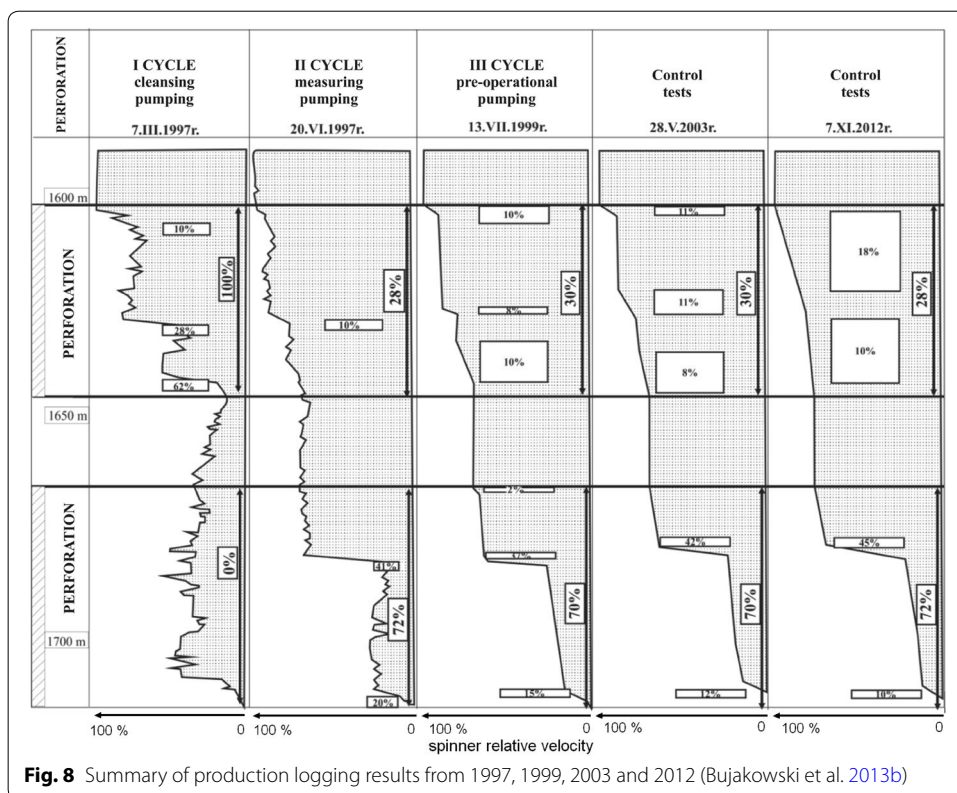 PERFORATION
I CYCLE
cleansing
pumping
7.III.1997r.
II CYCLE
measuring
pumping
20.VI.1997r.
III CYCLE
pre-operational
pumping
13.VII.1999r.
Control
tests
28.V.2003r.
Control
tests
7.XI.2012r.
1600 m
PERFORATION
1650 m
PERFORATION
1700 m
10%
28%
62%
100%
0%
10%
28%
41%
72%
20%
10%
8%
10%
30%
2%
37%
70%
15%
11%
11%
8%
30%
42%
70%
12%
18%
10%
28%
45%
72%
10%
100 % 0 100 % 0 100 % 0 100 % 0 100 % 0
spinner relative velocity
Fig. 8 Summary of production logging results from 1997, 1999, 2003 and 2012 (Bujakowski et al. 2013b)